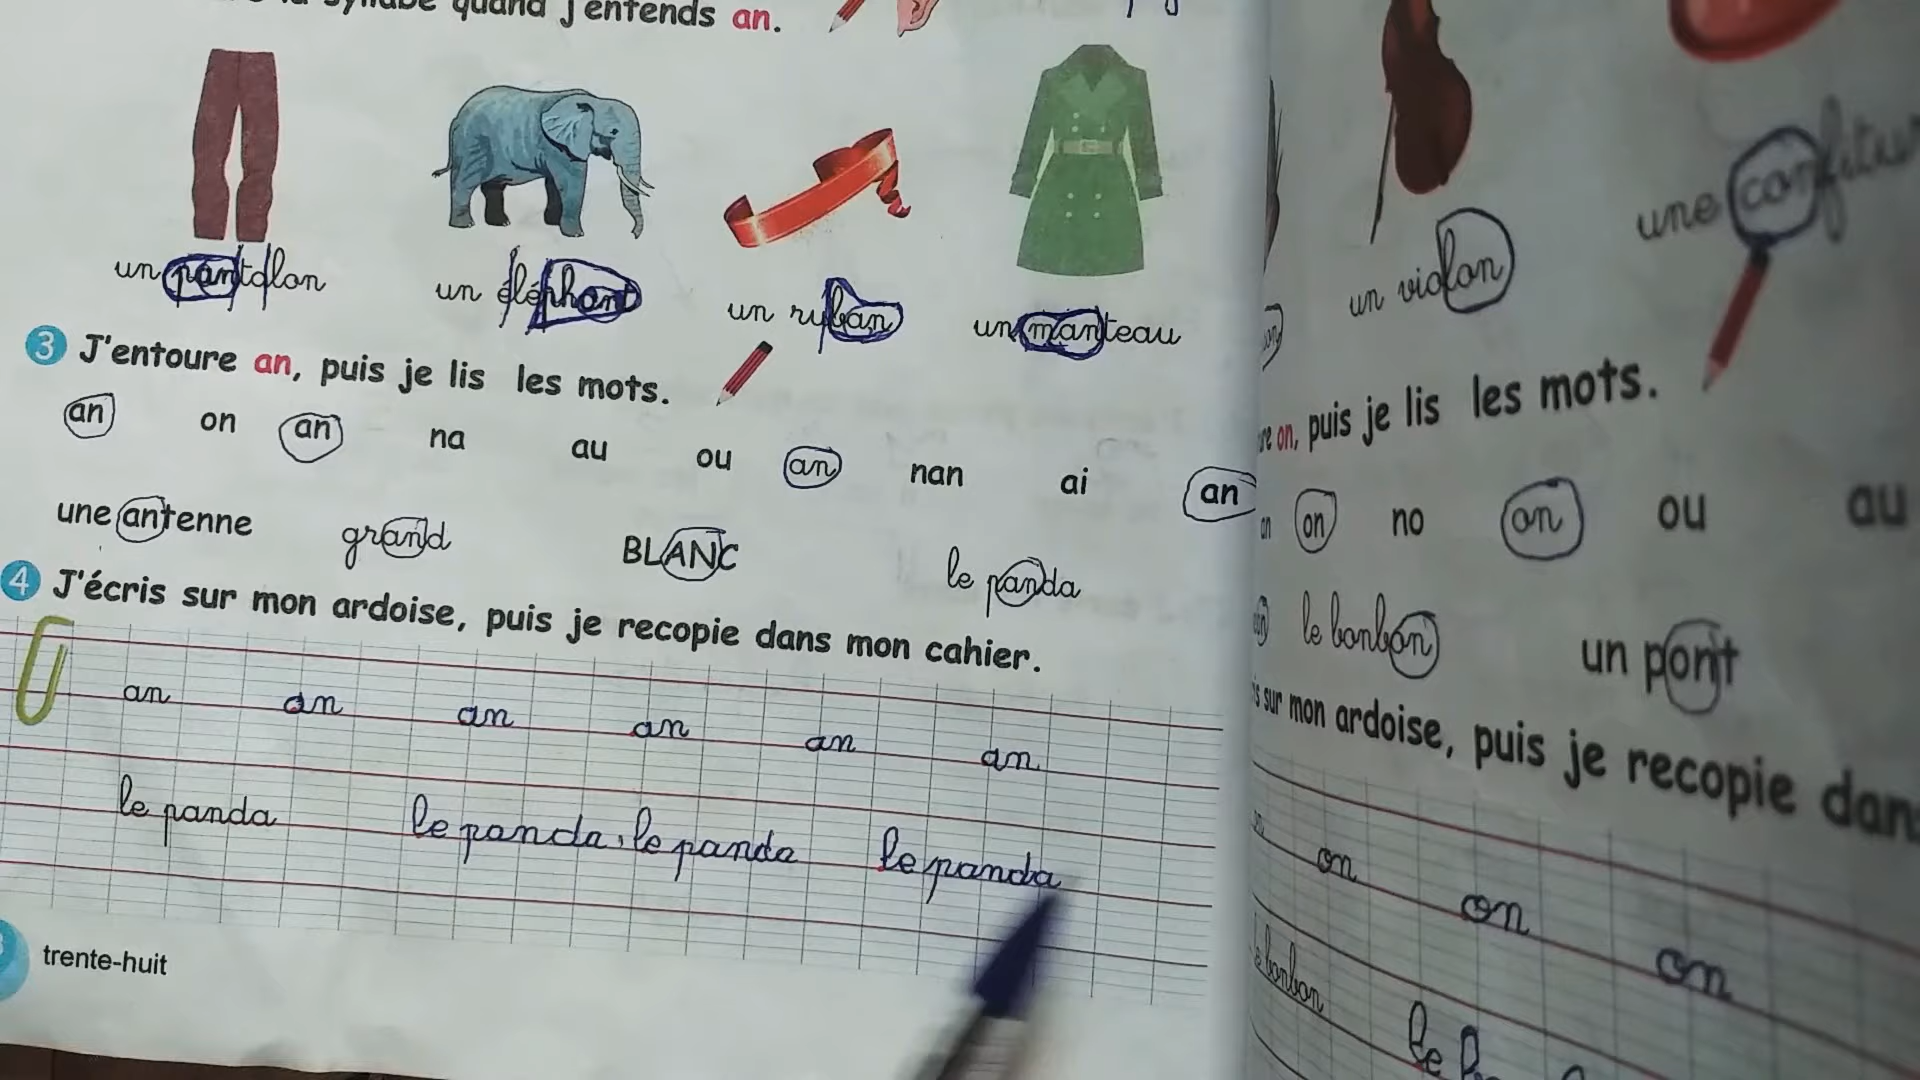 syllabe quand j'entends an.
un pantalon un éléphant un ruban un manteau
3 J'entoure an, puis je lis les mots.
an on an na au ou an nan ai an
une antenne grand BLANC le panda
4 J'écris sur mon ardoise, puis je recopie dans mon cahier.
an an an an an an
le panda le panda, le panda le panda
trente-huit
un violon une confitur
on, puis je lis les mots.
on no on ou au
le bonbon un pont
sur mon ardoise, puis je recopie dan
on on on
bonbon le